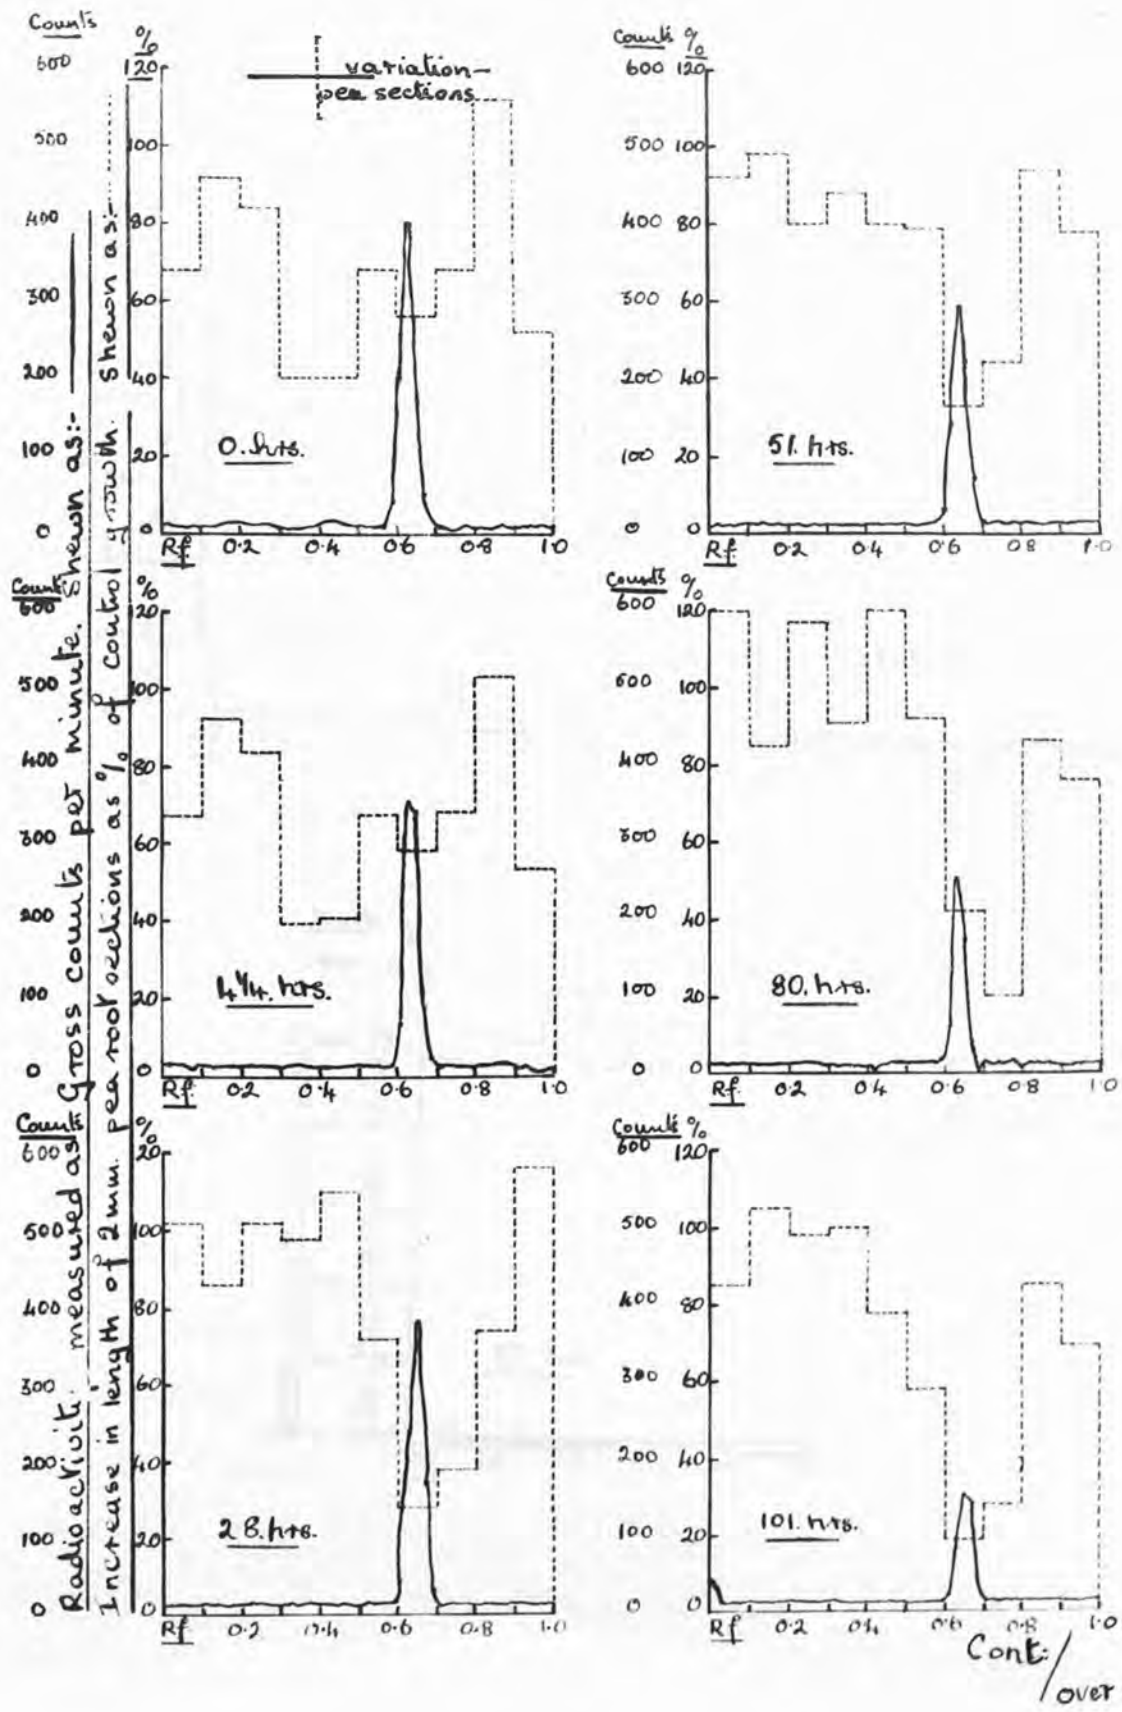 Radioactivity measured as Gross counts per minute. Shewn as:-
Increase in length of 2mm. pea root sections as % of control growth. Shewn as:-
Counts %
600 120
500 100
400 80
300 60
200 40
100 20
0 0
variation-
pea sections
0. hrs.
Rf. 0.2 0.4 0.6 0.8 1.0
Counts %
600 120
500 100
400 80
300 60
200 40
100 20
0 0
51. hrs.
Rf. 0.2 0.4 0.6 0.8 1.0
Counts %
600 120
500 100
400 80
300 60
200 40
100 20
0 0
4 1/4. hrs.
Rf. 0.2 0.4 0.6 0.8 1.0
Counts %
600 120
500 100
400 80
300 60
200 40
100 20
0 0
80. hrs.
Rf. 0.2 0.4 0.6 0.8 1.0
Counts %
600 120
500 100
400 80
300 60
200 40
100 20
0 0
28. hrs.
Rf. 0.2 0.4 0.6 0.8 1.0
Counts %
600 120
500 100
400 80
300 60
200 40
100 20
0 0
101. hrs.
Rf 0.2 0.4 0.6 0.8 1.0
Cont:/
over